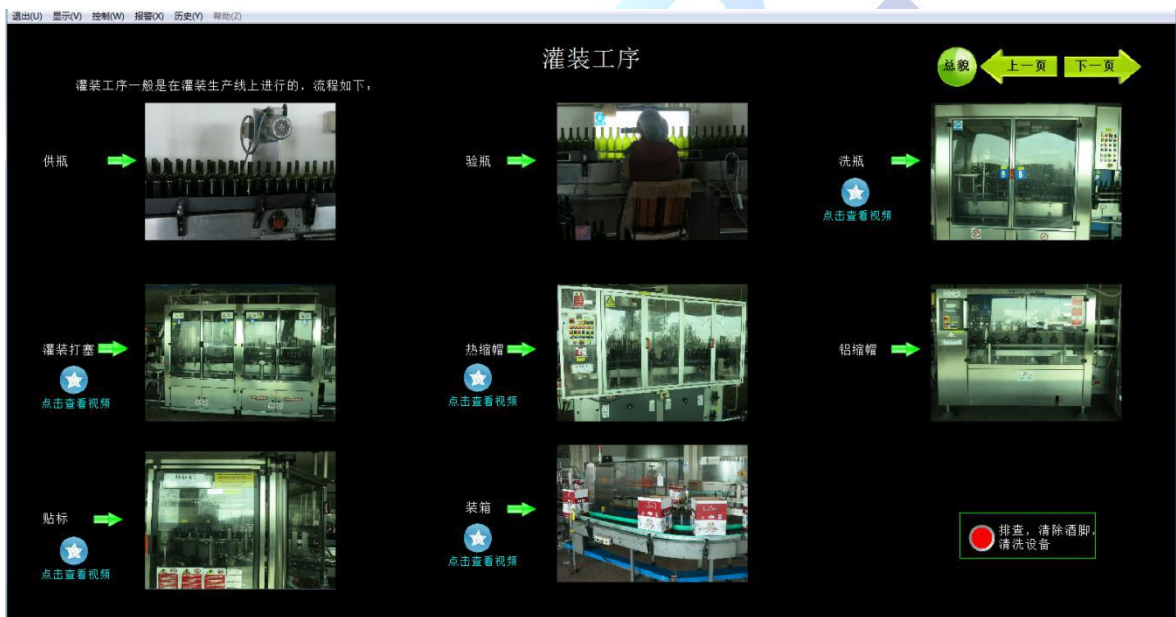 退出(U) 显示(V) 控制(W) 报警(X) 历史(Y) 帮助(Z)
灌装工序
总貌 上一页 下一页
灌装工序一般是在灌装生产线上进行的，流程如下：
供瓶
验瓶
洗瓶
点击查看视频
灌装打塞
点击查看视频
热缩帽
点击查看视频
铝缩帽
贴标
点击查看视频
装箱
点击查看视频
排查，清除酒脚，
清洗设备